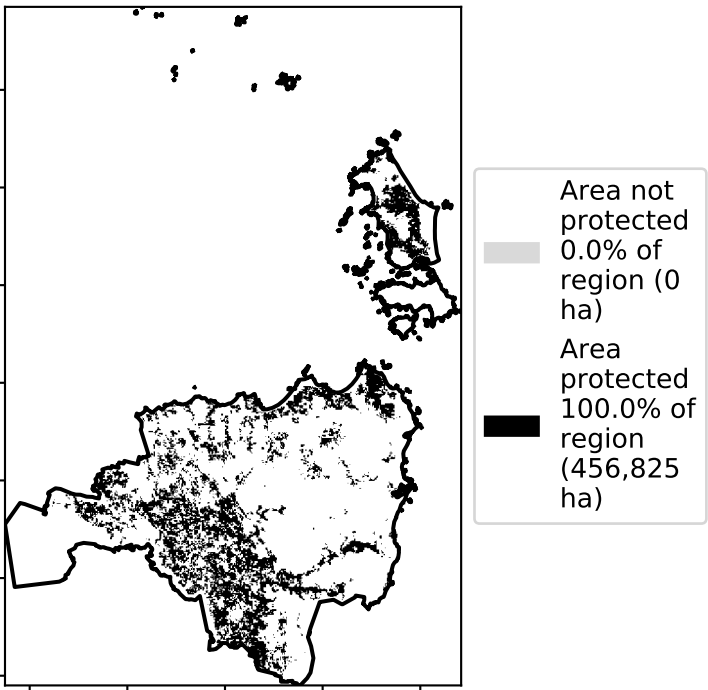 Area not
protected
0.0% of
region (0
ha)
Area
protected
100.0% of
region
(456,825
ha)